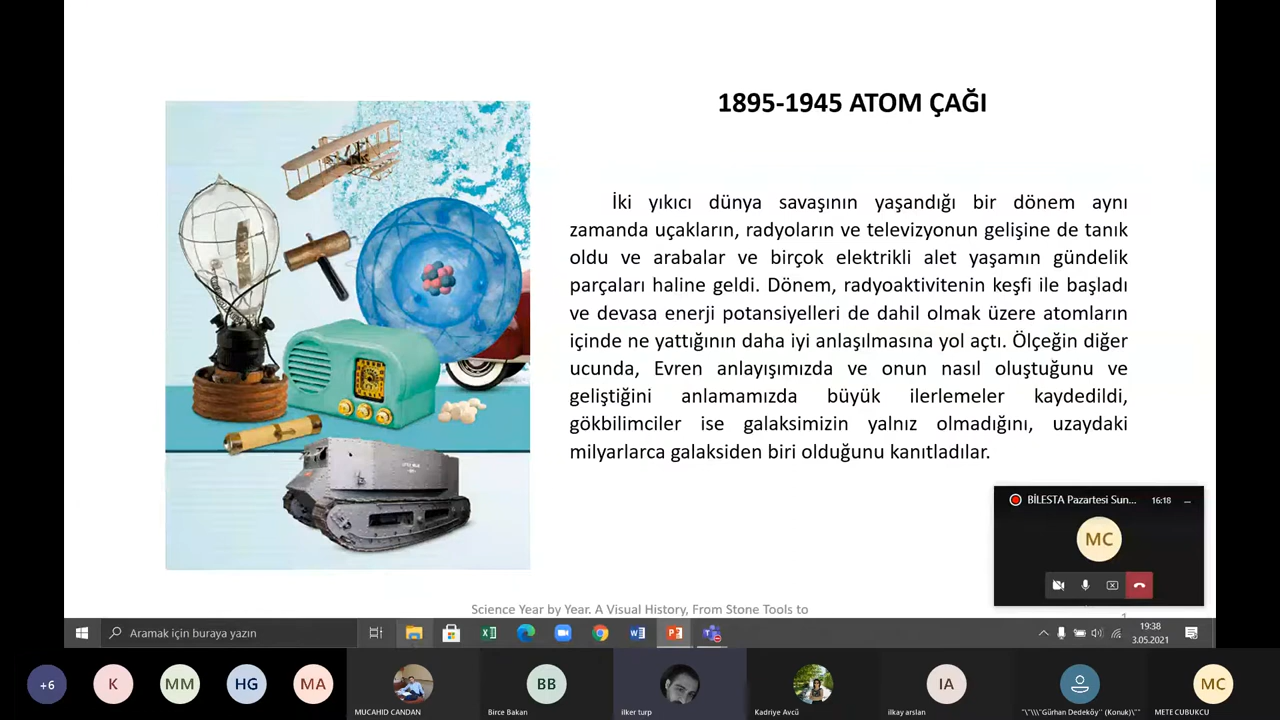 1895-1945 ATOM ÇAĞI
İki yıkıcı dünya savaşının yaşandığı bir dönem aynı
zamanda uçakların, radyoların ve televizyonun gelişine de tanık
oldu ve arabalar ve birçok elektrikli alet yaşamın gündelik
parçaları haline geldi. Dönem, radyoaktivitenin keşfi ile başladı
ve devasa enerji potansiyelleri de dahil olmak üzere atomların
içinde ne yattığının daha iyi anlaşılmasına yol açtı. Ölçeğin diğer
ucunda, Evren anlayışımızda ve onun nasıl oluştuğunu ve
geliştiğini anlamamızda büyük ilerlemeler kaydedildi,
gökbilimciler ise galaksimizin yalnız olmadığını, uzaydaki
milyarlarca galaksiden biri olduğunu kanıtladılar.
BİLESTA Pazartesi Sun... 16:18 ...
MC
Science Year by Year. A Visual History, From Stone Tools to
Aramak için buraya yazın
19:38
3.05.2021
+6 K MM HG MA BB IA MC
MUCAHID CANDAN Birce Bakan ilker turp Kadriye Avcü ilkay arslan "\"\\\"Gürhan Dedeköy" (Konuk)\"" METE CUBUKCU